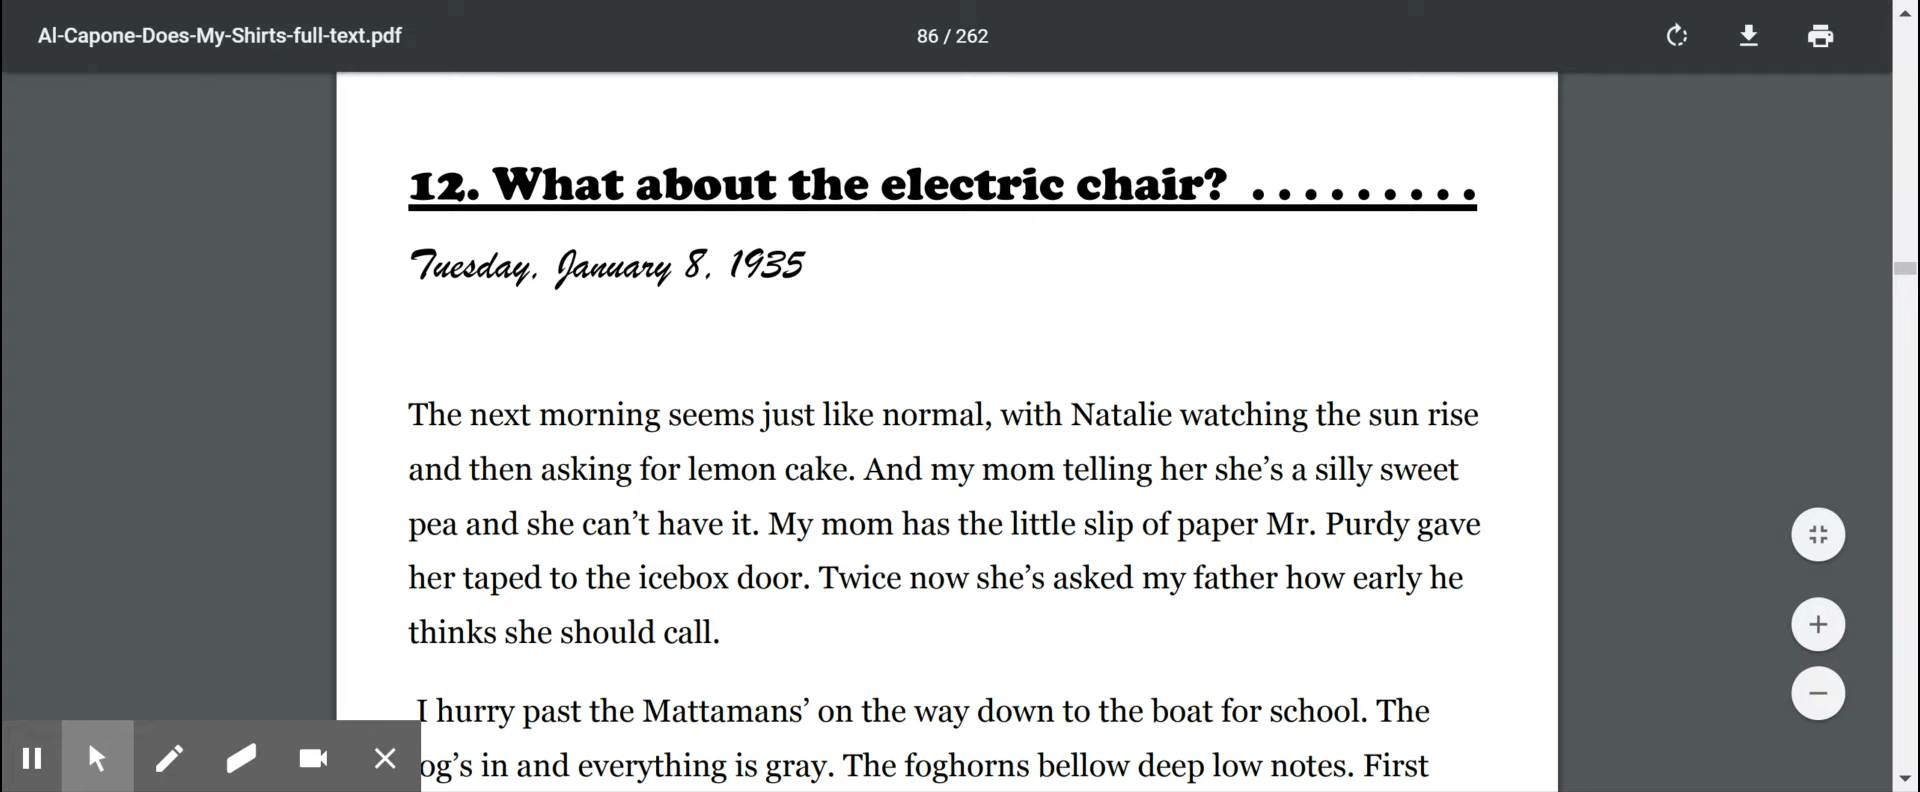 Al-Capone-Does-My-Shirts-full-text.pdf
86 / 262
12. What about the electric chair? . . . . . . . . .
Tuesday, January 8, 1935
The next morning seems just like normal, with Natalie watching the sun rise
and then asking for lemon cake. And my mom telling her she’s a silly sweet
pea and she can’t have it. My mom has the little slip of paper Mr. Purdy gave
her taped to the icebox door. Twice now she’s asked my father how early he
thinks she should call.
I hurry past the Mattamans’ on the way down to the boat for school. The
og’s in and everything is gray. The foghorns bellow deep low notes. First